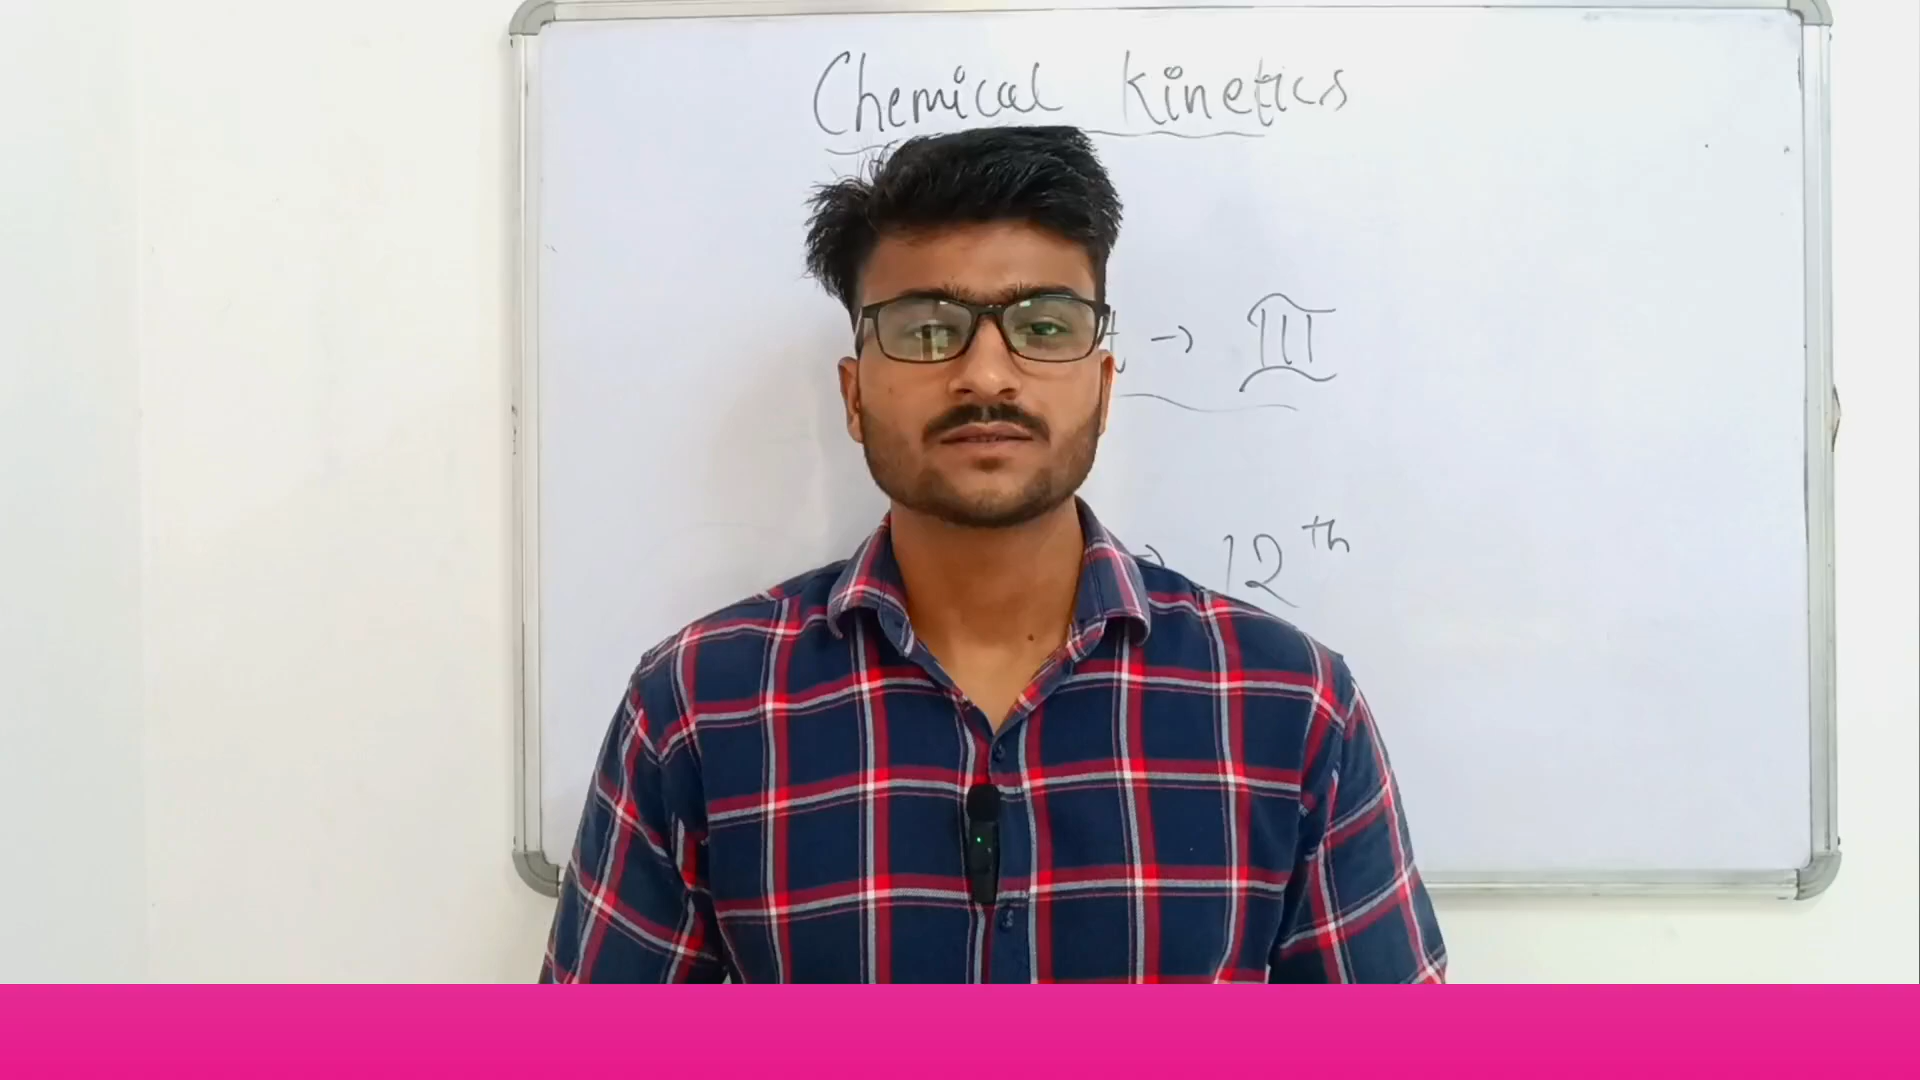 Chemical Kinetics
t → III
→ 12th